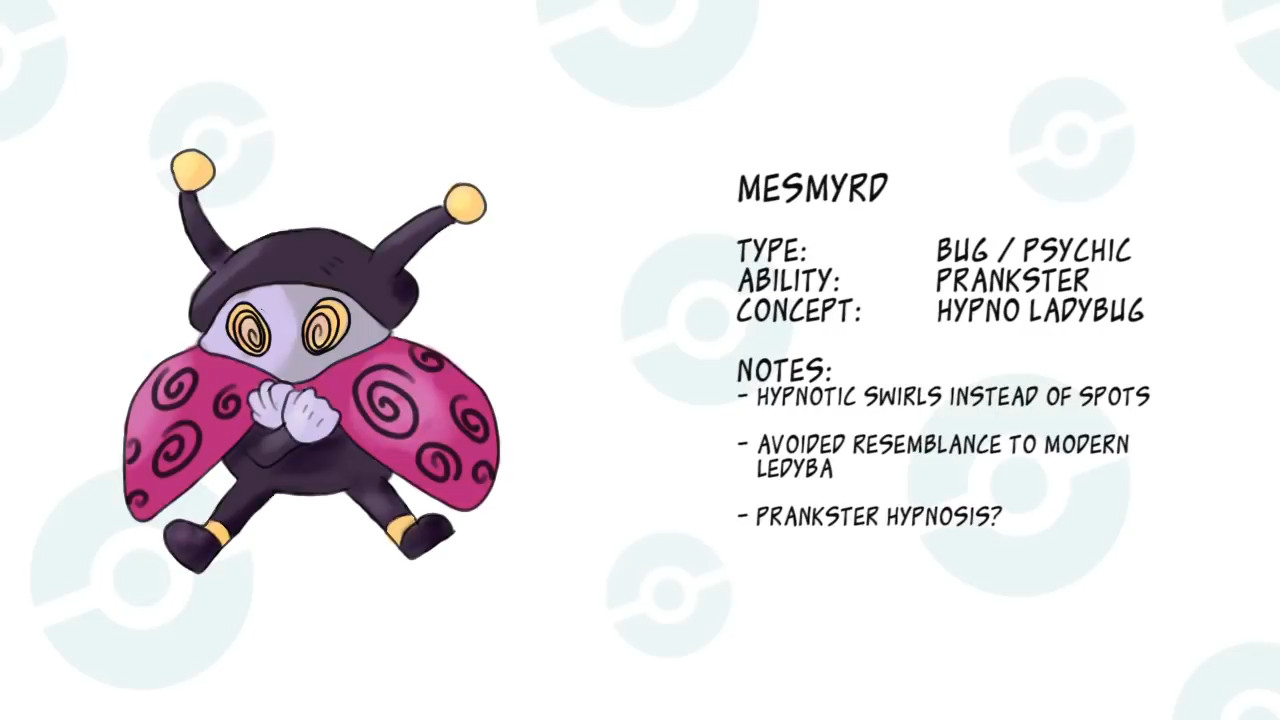 MESMYRD
TYPE: BUG / PSYCHIC
ABILITY: PRANKSTER
CONCEPT: HYPNO LADYBUG
NOTES:
- HYPNOTIC SWIRLS INSTEAD OF SPOTS
- AVOIDED RESEMBLANCE TO MODERN
LEDYBA
- PRANKSTER HYPNOSIS?